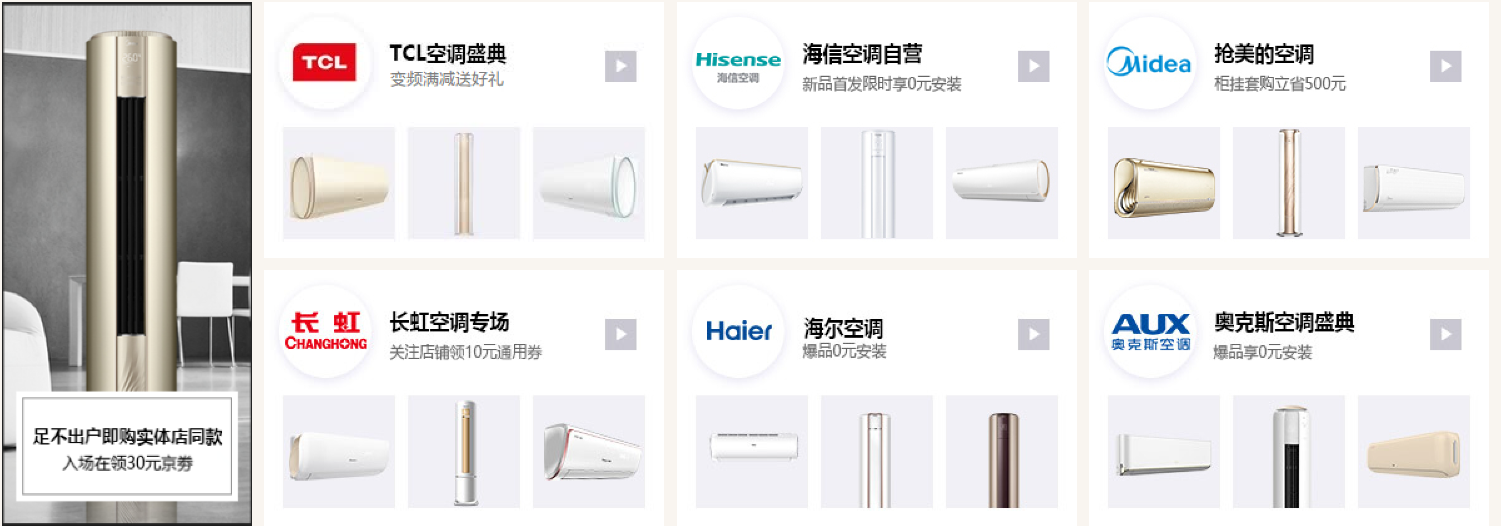 足不出户即购实体店同款
入场在领30元京券
TCL
TCL空调盛典
变频满减送好礼
Hisense
海信空调
海信空调自营
新品首发限时享0元安装
Midea
抢美的空调
柜挂套购立省500元
长虹
CHANGHONG
长虹空调专场
关注店铺领10元通用券
Haier
海尔空调
爆品0元安装
AUX
奥克斯空调
奥克斯空调盛典
爆品享0元安装